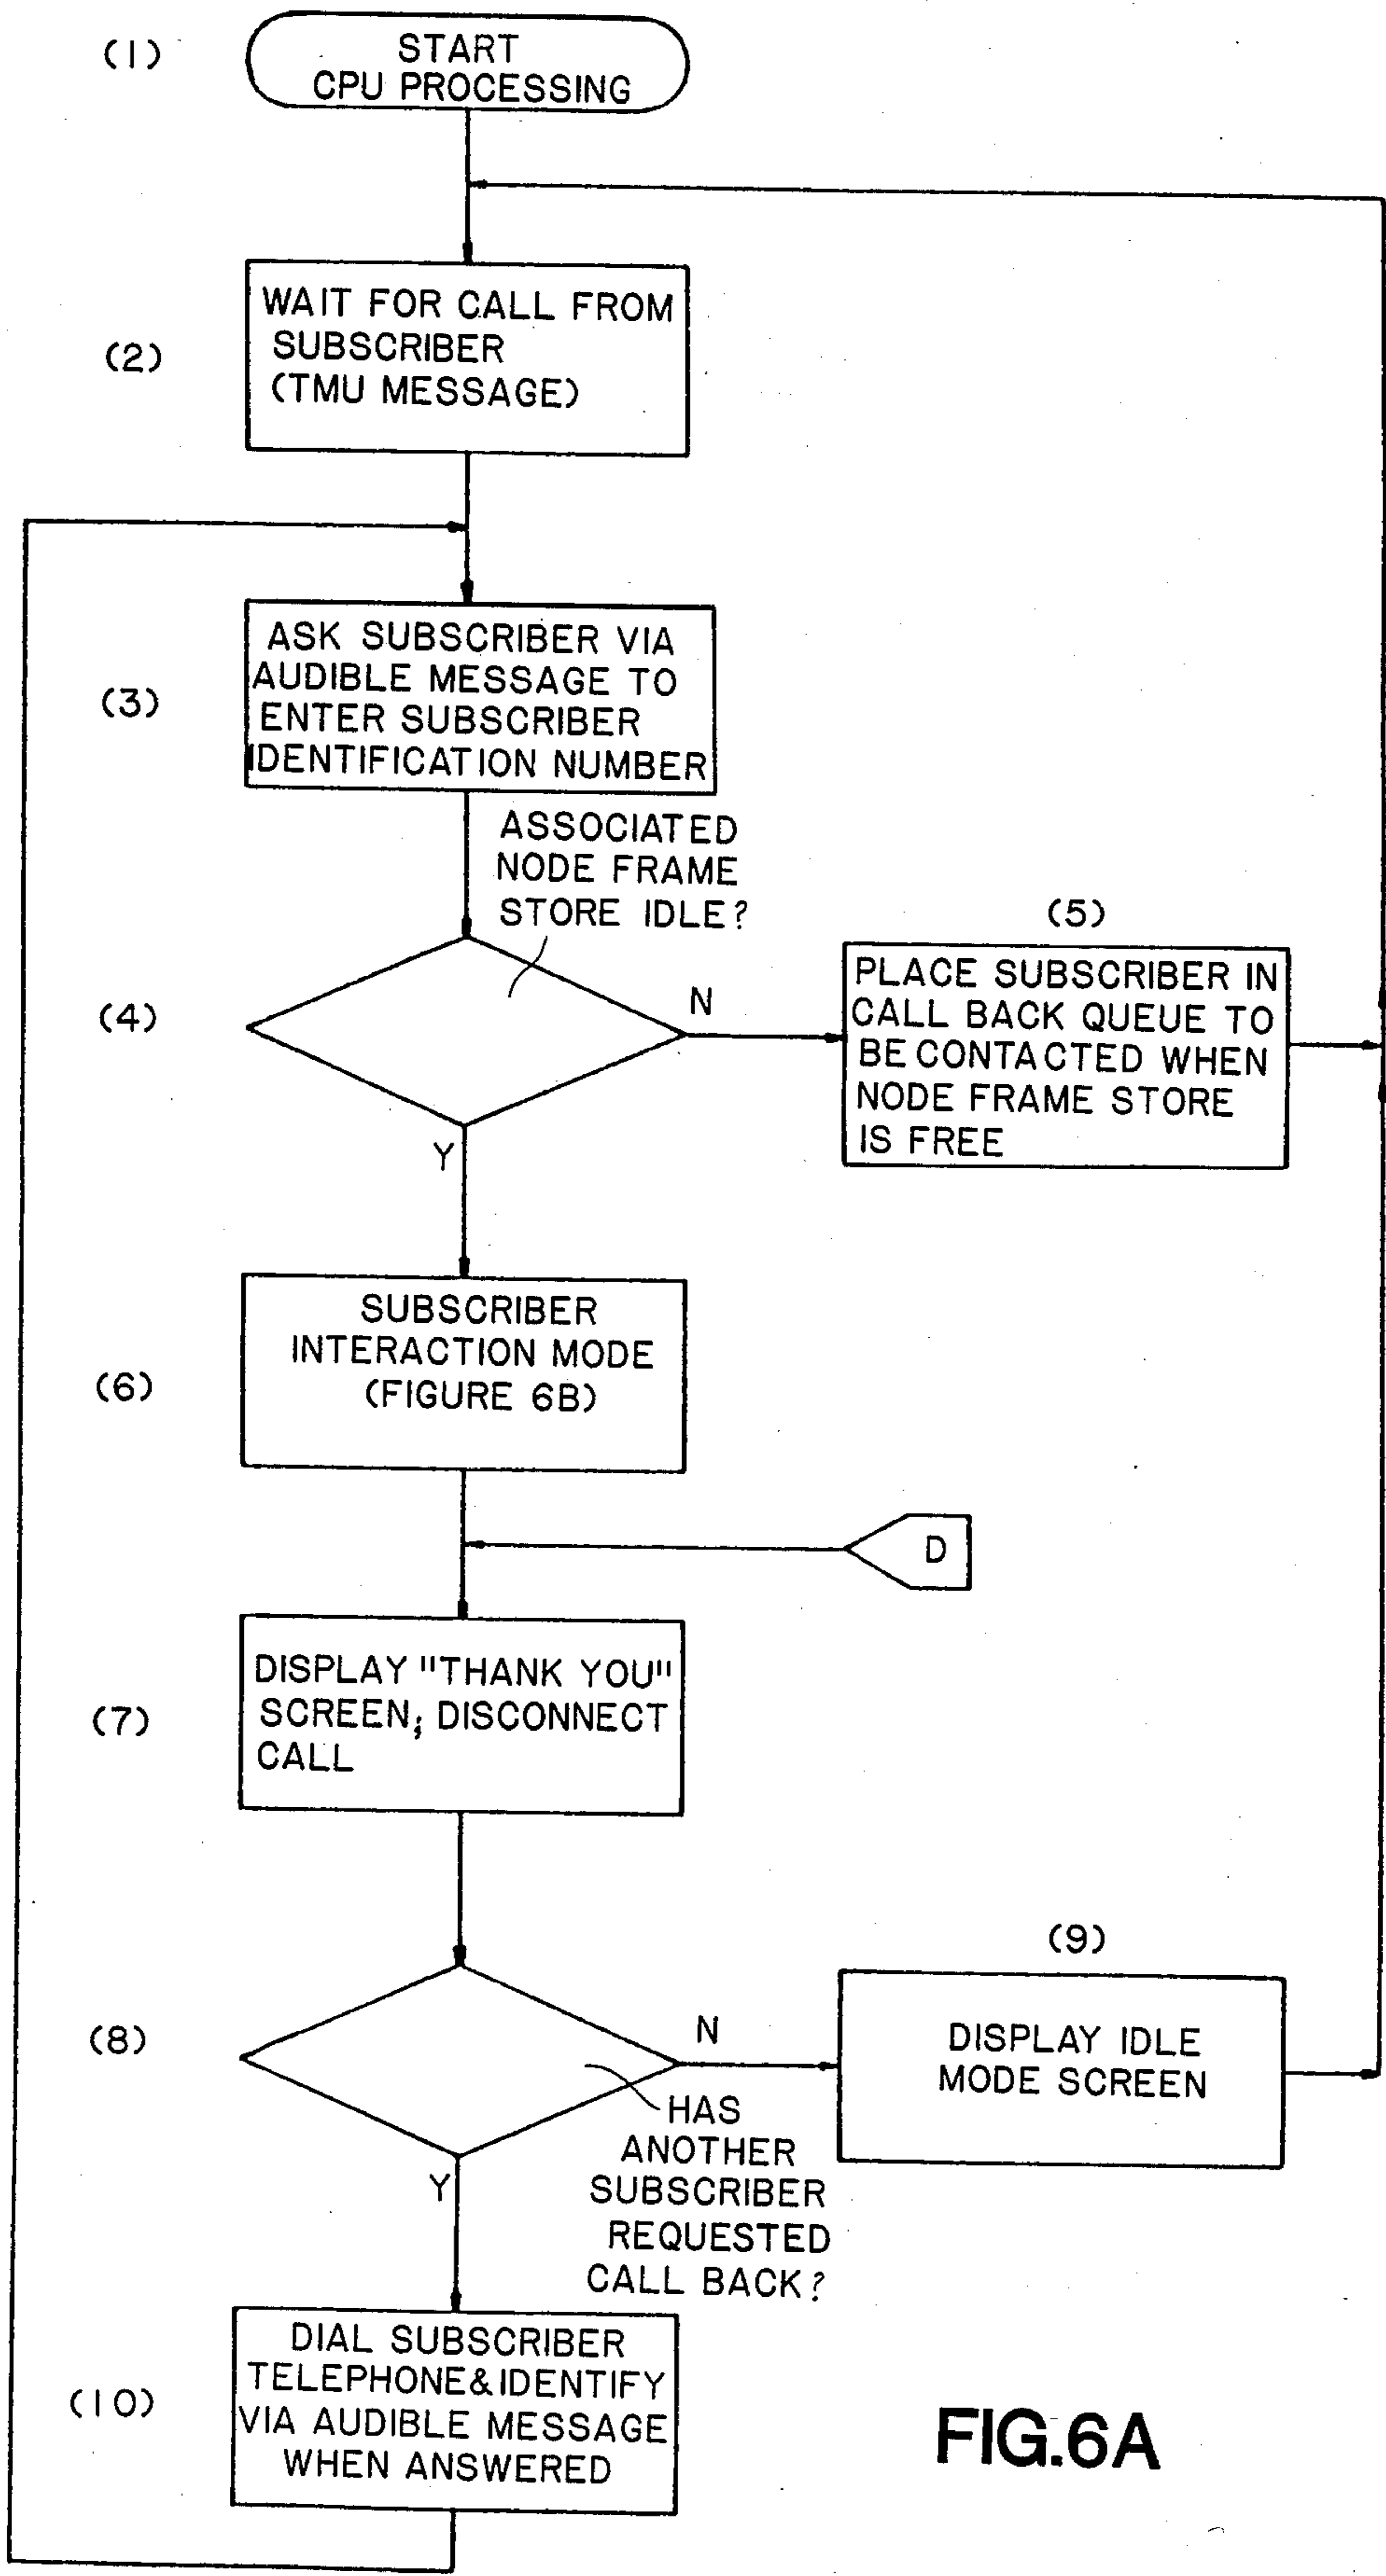 (1)
START
CPU PROCESSING
(2)
WAIT FOR CALL FROM
SUBSCRIBER
(TMU MESSAGE)
(3)
ASK SUBSCRIBER VIA
AUDIBLE MESSAGE TO
ENTER SUBSCRIBER
IDENTIFICATION NUMBER
ASSOCIATED
NODE FRAME
STORE IDLE?
(4)
N
Y
(5)
PLACE SUBSCRIBER IN
CALL BACK QUEUE TO
BE CONTACTED WHEN
NODE FRAME STORE
IS FREE
(6)
SUBSCRIBER
INTERACTION MODE
(FIGURE 6B)
D
(7)
DISPLAY "THANK YOU"
SCREEN; DISCONNECT
CALL
(8)
N
Y
HAS
ANOTHER
SUBSCRIBER
REQUESTED
CALL BACK?
(9)
DISPLAY IDLE
MODE SCREEN
(10)
DIAL SUBSCRIBER
TELEPHONE&IDENTIFY
VIA AUDIBLE MESSAGE
WHEN ANSWERED
FIG.6A